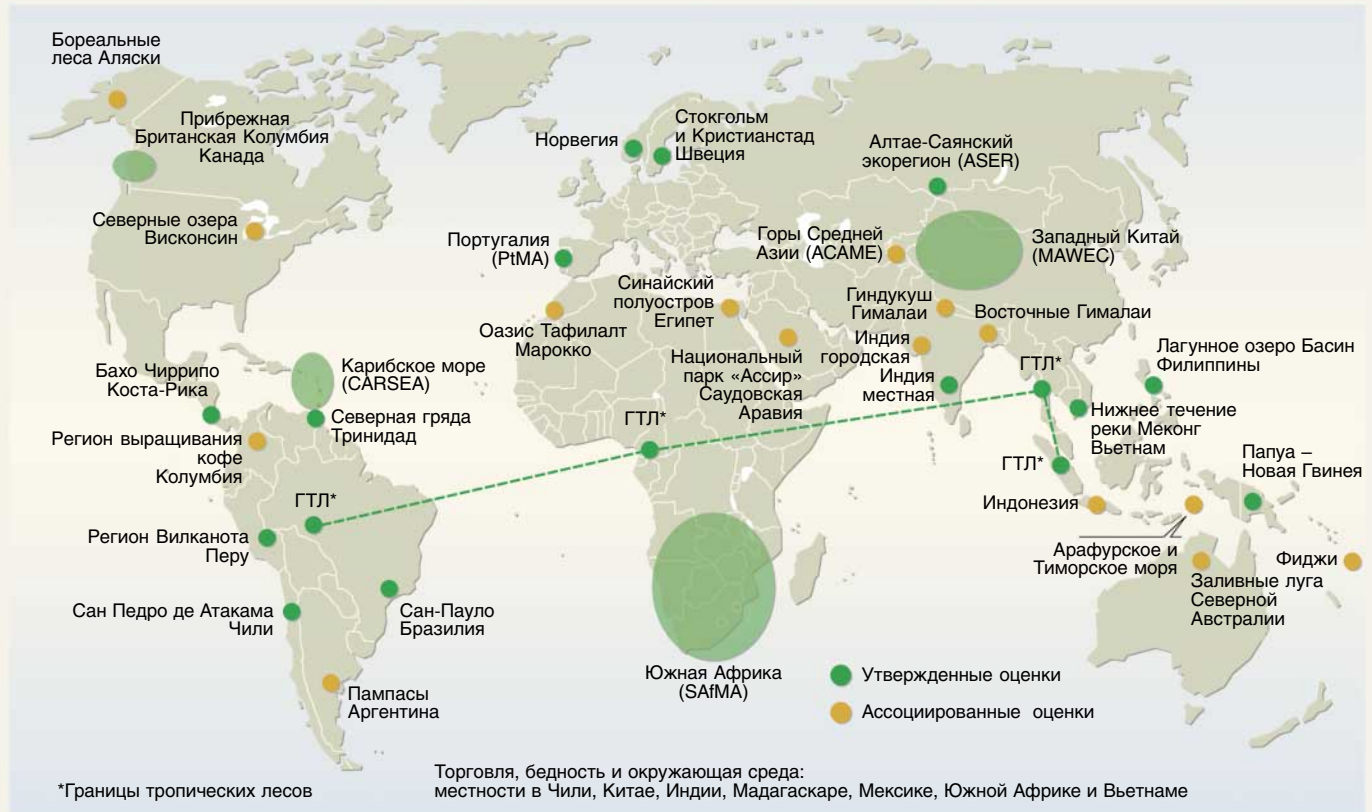 Бореальные
леса Аляски
Прибрежная
Британская Колумбия
Канада
Северные озера
Висконсин
Норвегия
Стокгольм
и Кристианстад
Швеция
Алтае-Саянский
экорегион (ASER)
Португалия
(PtMA)
Горы Средней
Азии (ACAME)
Западный Китай
(MAWEC)
Синайский
полуостров
Египет
Гиндукуш
Гималаи
Восточные Гималаи
Оазис Тафилалт
Марокко
Национальный
парк «Ассир»
Саудовская
Аравия
Индия
городская
Индия
местная
ГТЛ*
Лагунное озеро Басин
Филиппины
Бахо Чиррипо
Коста-Рика
Карибское море
(CARSEA)
Северная гряда
Тринидад
ГТЛ*
Нижнее течение
реки Меконг
Вьетнам
Регион выращивания
кофе
Колумбия
ГТЛ*
ГТЛ*
Папуа –
Новая Гвинея
Индонезия
Регион Вилканота
Перу
Арафурское и
Тиморское моря
Фиджи
Заливные луга
Северной
Австралии
Сан Педро де Атакама
Чили
Сан-Пауло
Бразилия
Южная Африка
(SAfMA)
Утвержденные оценки
Пампасы
Аргентина
Ассоциированные оценки
*Границы тропических лесов
Торговля, бедность и окружающая среда:
местности в Чили, Китае, Индии, Мадагаскаре, Мексике, Южной Африке и Вьетнаме